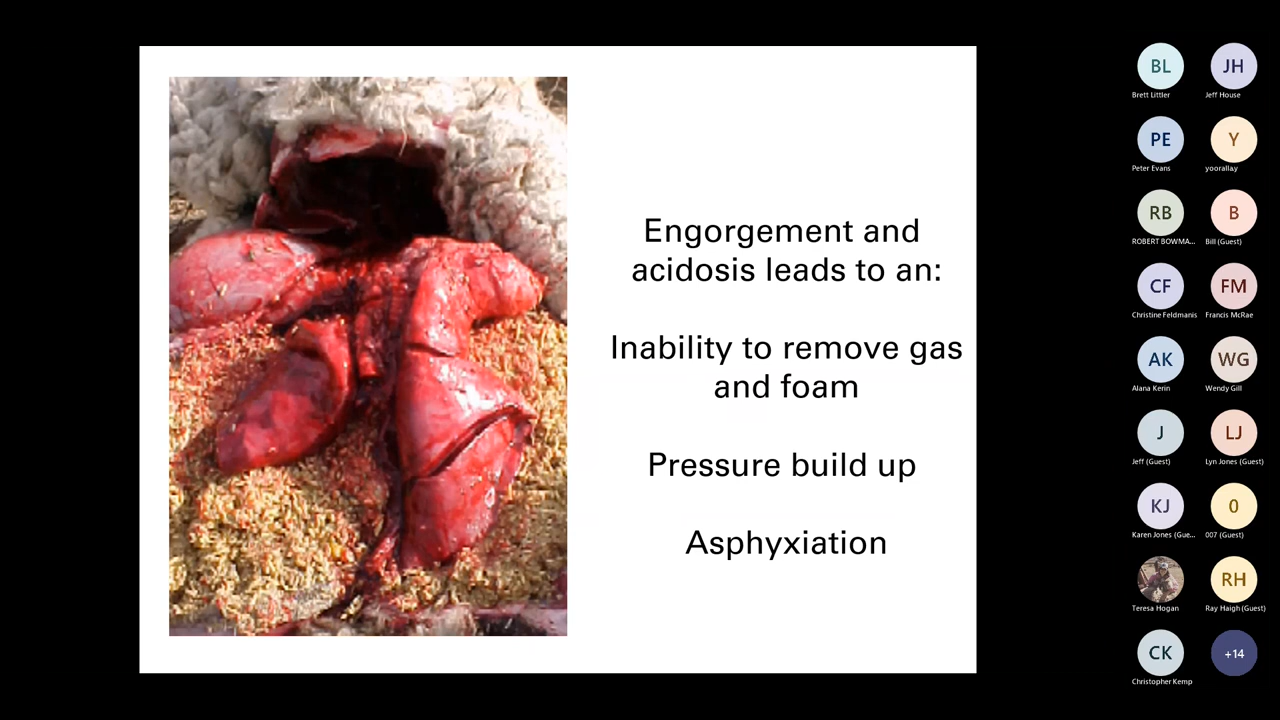 Engorgement and
acidosis leads to an:
Inability to remove gas
and foam
Pressure build up
Asphyxiation
BL
JH
Brett Littler
Jeff House
PE
Y
Peter Evans
yoorallay
RB
B
ROBERT BOWMA...
Bill (Guest)
CF
FM
Christine Feldmanis
Francis McRae
AK
WG
Alana Kerin
Wendy Gill
J
LJ
Jeff (Guest)
Lyn Jones (Guest)
KJ
0
Karen Jones (Gue...
007 (Guest)
RH
Teresa Hogan
Ray Haigh (Guest)
CK
+14
Christopher Kemp